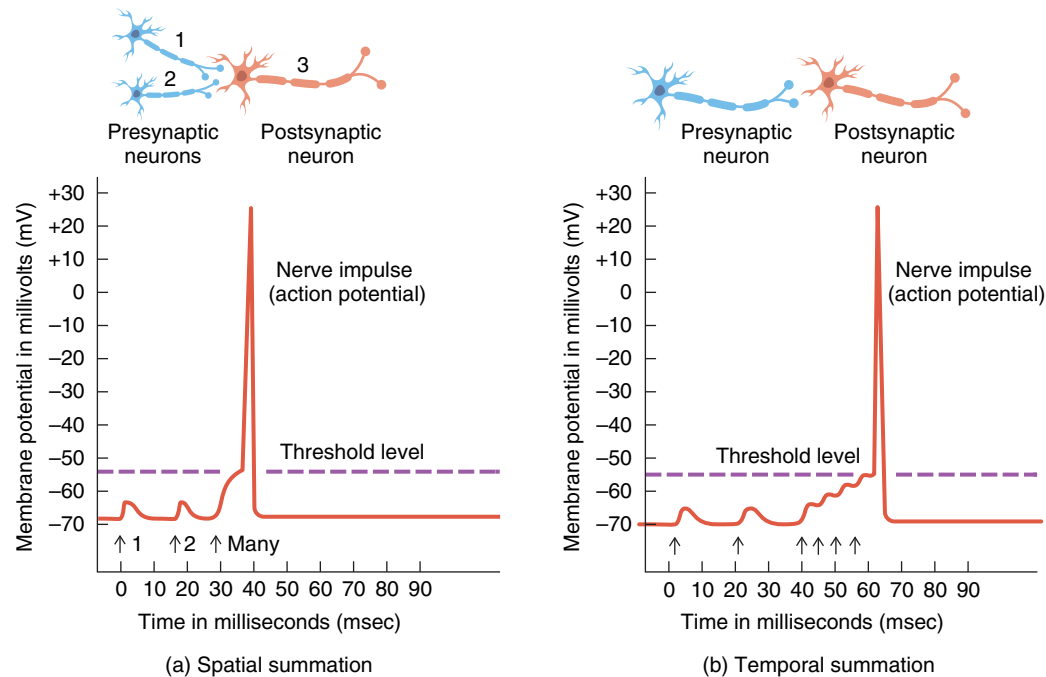 1
2
3
Presynaptic
neurons
Postsynaptic
neuron
Membrane potential in millivolts (mV)
+30
+20
+10
0
–10
–20
–30
–40
–50
–60
–70
Nerve impulse
(action potential)
Threshold level
1
2
Many
0 10 20 30 40 50 60 70 80 90
Time in milliseconds (msec)
(a) Spatial summation
Presynaptic
neuron
Postsynaptic
neuron
Membrane potential in millivolts (mV)
+30
+20
+10
0
–10
–20
–30
–40
–50
–60
–70
Nerve impulse
(action potential)
Threshold level
0 10 20 30 40 50 60 70 80 90
Time in milliseconds (msec)
(b) Temporal summation